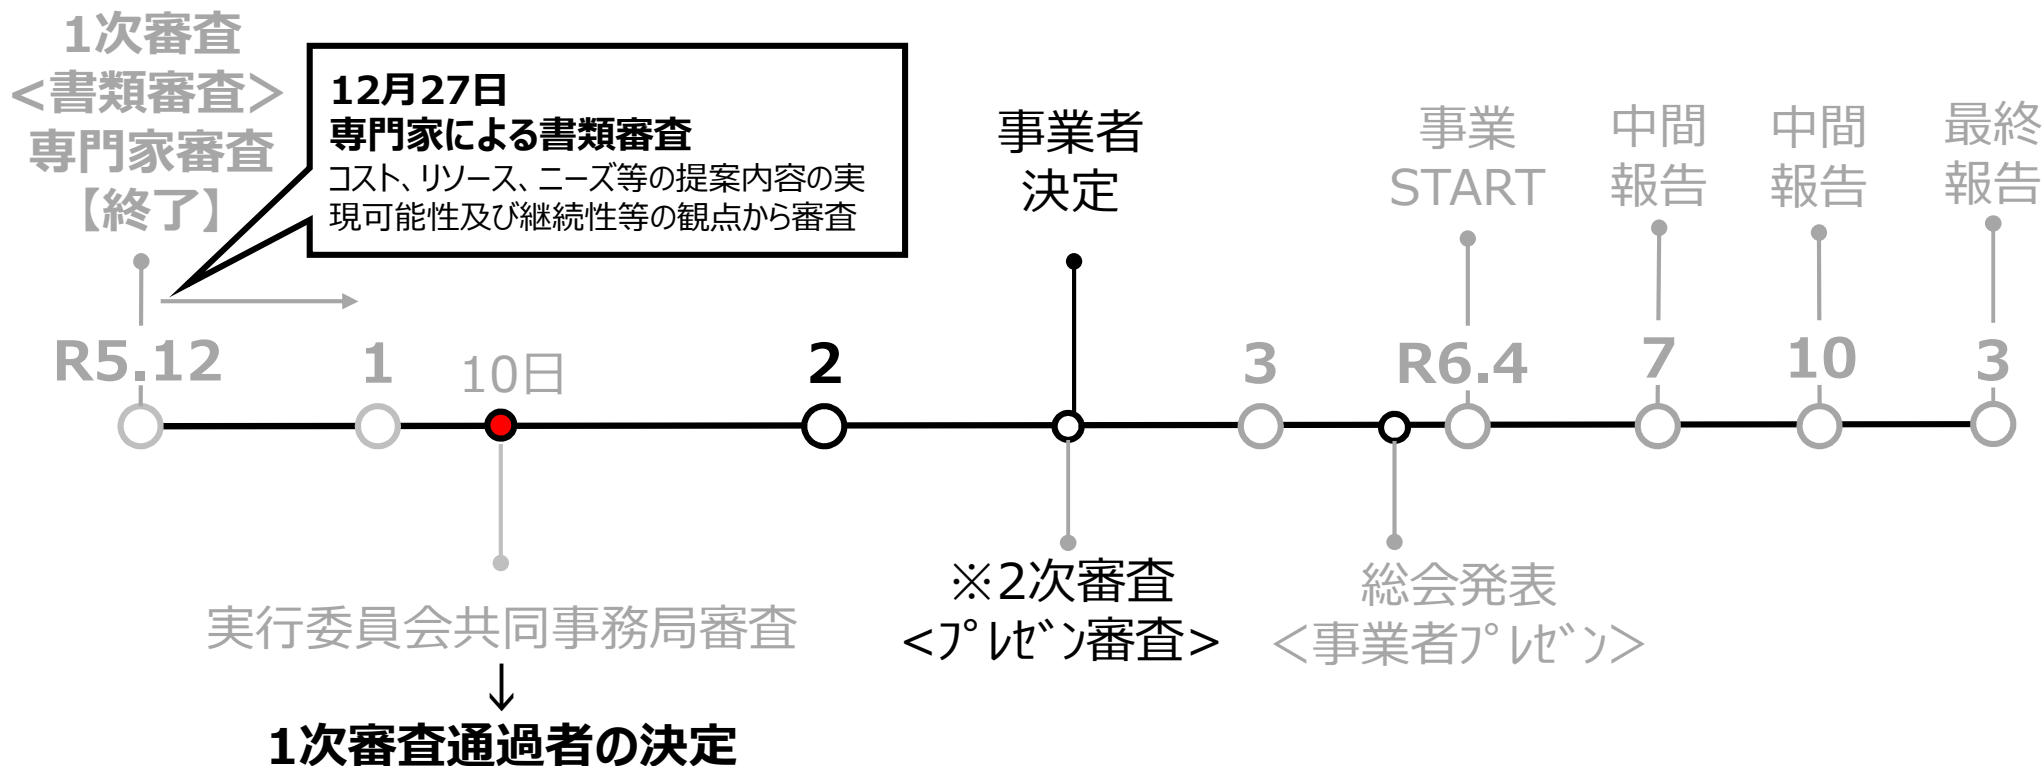 1次審査
<書類審査>
専門家審査
【終了】
12月27日
専門家による書類審査
コスト、リソース、ニーズ等の提案内容の実
現可能性及び継続性等の観点から審査
事業者
決定
事業
START
中間
報告
中間
報告
最終
報告
R5.12
1
10日
2
3
R6.4
7
10
3
実行委員会共同事務局審査
↓
1次審査通過者の決定
※2次審査
<プレゼン審査>
総会発表
<事業者プレゼン>